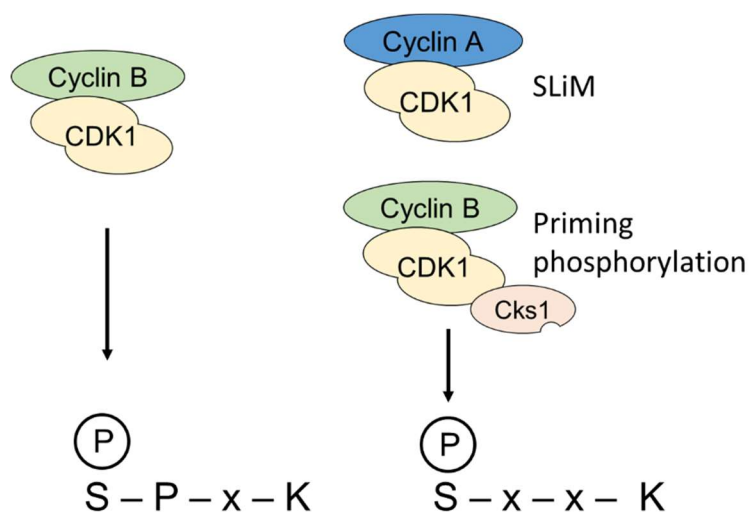 Cyclin B
CDK1
P
S – P – x – K
Cyclin A
CDK1
SLiM
Cyclin B
CDK1
Cks1
Priming
phosphorylation
P
S – x – x – K